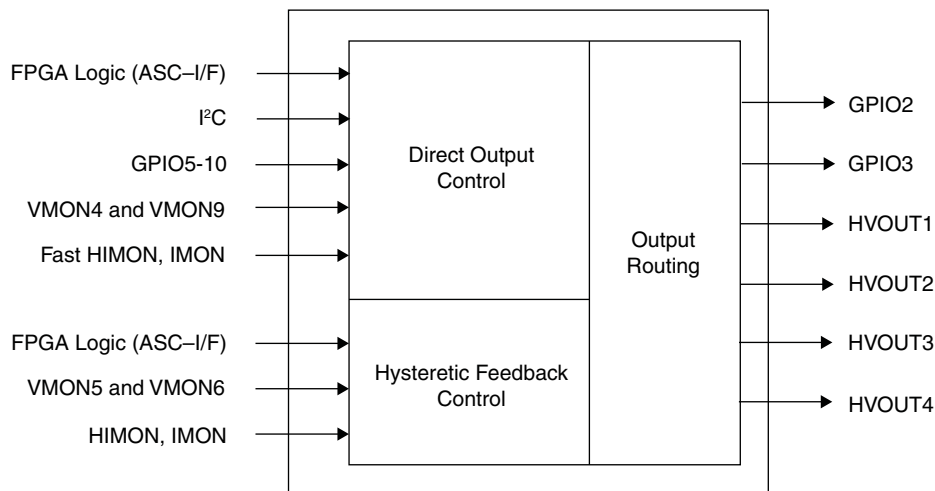 FPGA Logic (ASC–I/F)
I²C
GPIO5-10
VMON4 and VMON9
Fast HIMON, IMON
FPGA Logic (ASC–I/F)
VMON5 and VMON6
HIMON, IMON
Direct Output
Control
Hysteretic Feedback
Control
Output
Routing
GPIO2
GPIO3
HVOUT1
HVOUT2
HVOUT3
HVOUT4